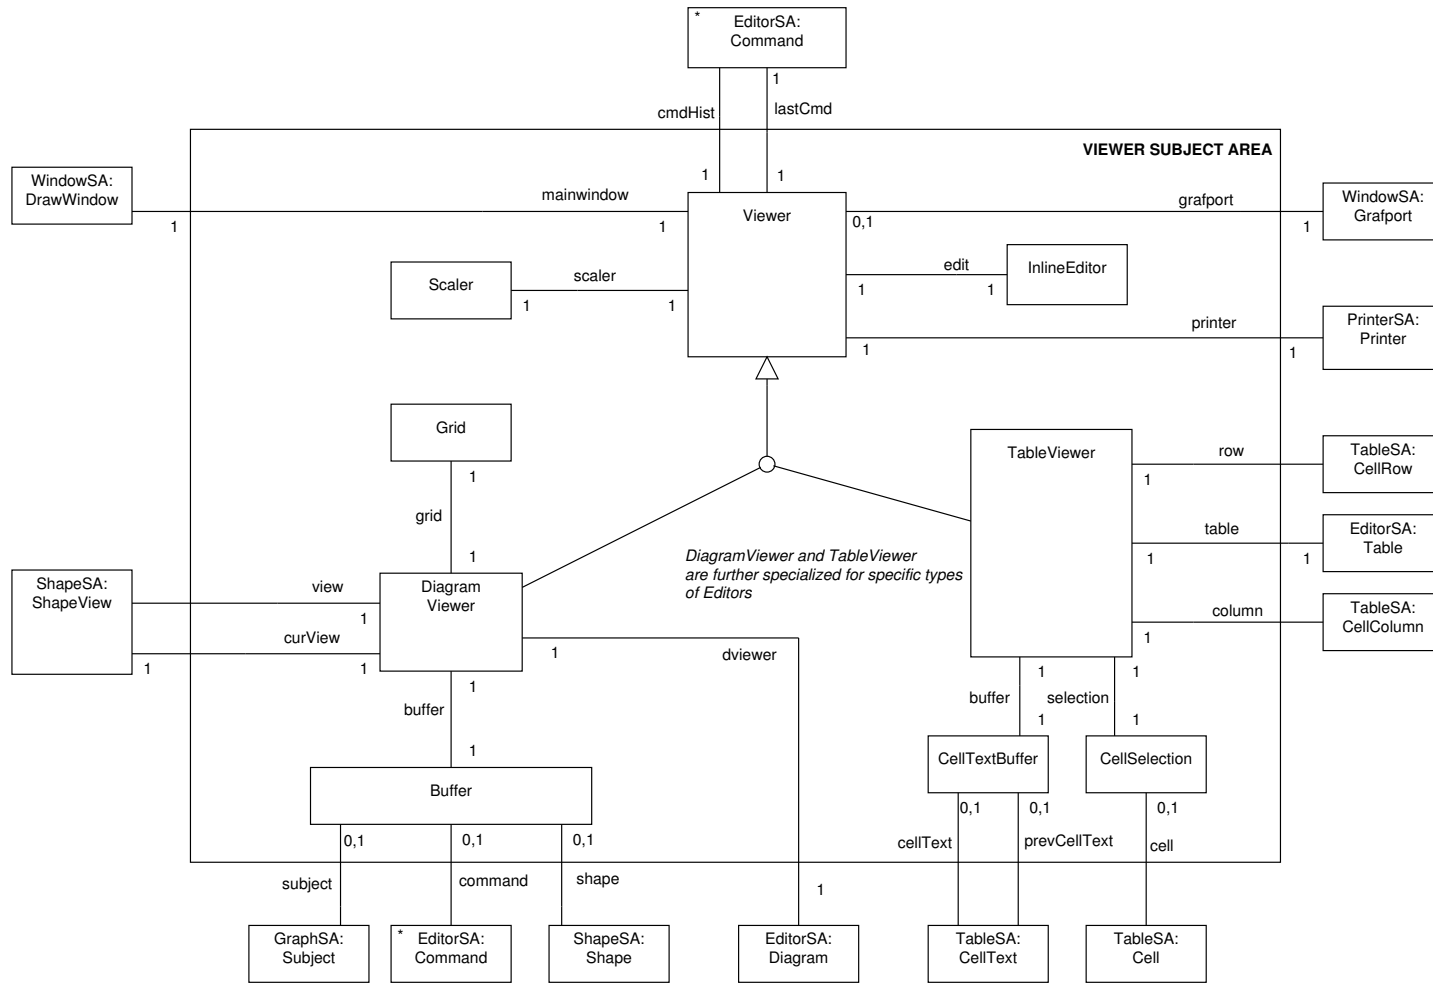 *
EditorSA:
Command
1
cmdHist
lastCmd
VIEWER SUBJECT AREA
1
1
WindowSA:
DrawWindow
1
mainwindow
1
Viewer
0,1
grafport
1
WindowSA:
Grafport
Scaler
1
scaler
1
1
edit
1
InlineEditor
1
printer
1
PrinterSA:
Printer
Grid
1
grid
1
TableViewer
1
row
TableSA:
CellRow
1
table
1
EditorSA:
Table
DiagramViewer and TableViewer
are further specialized for specific types
of Editors
ShapeSA:
ShapeView
view
1
1
curView
1
Diagram
Viewer
1
dviewer
1
column
TableSA:
CellColumn
1
buffer
1
1
buffer
1
1
selection
1
Buffer
CellTextBuffer
CellSelection
0,1
0,1
0,1
0,1
0,1
0,1
cellText
prevCellText
cell
subject
command
shape
1
GraphSA:
Subject
*
EditorSA:
Command
ShapeSA:
Shape
EditorSA:
Diagram
TableSA:
CellText
TableSA:
Cell